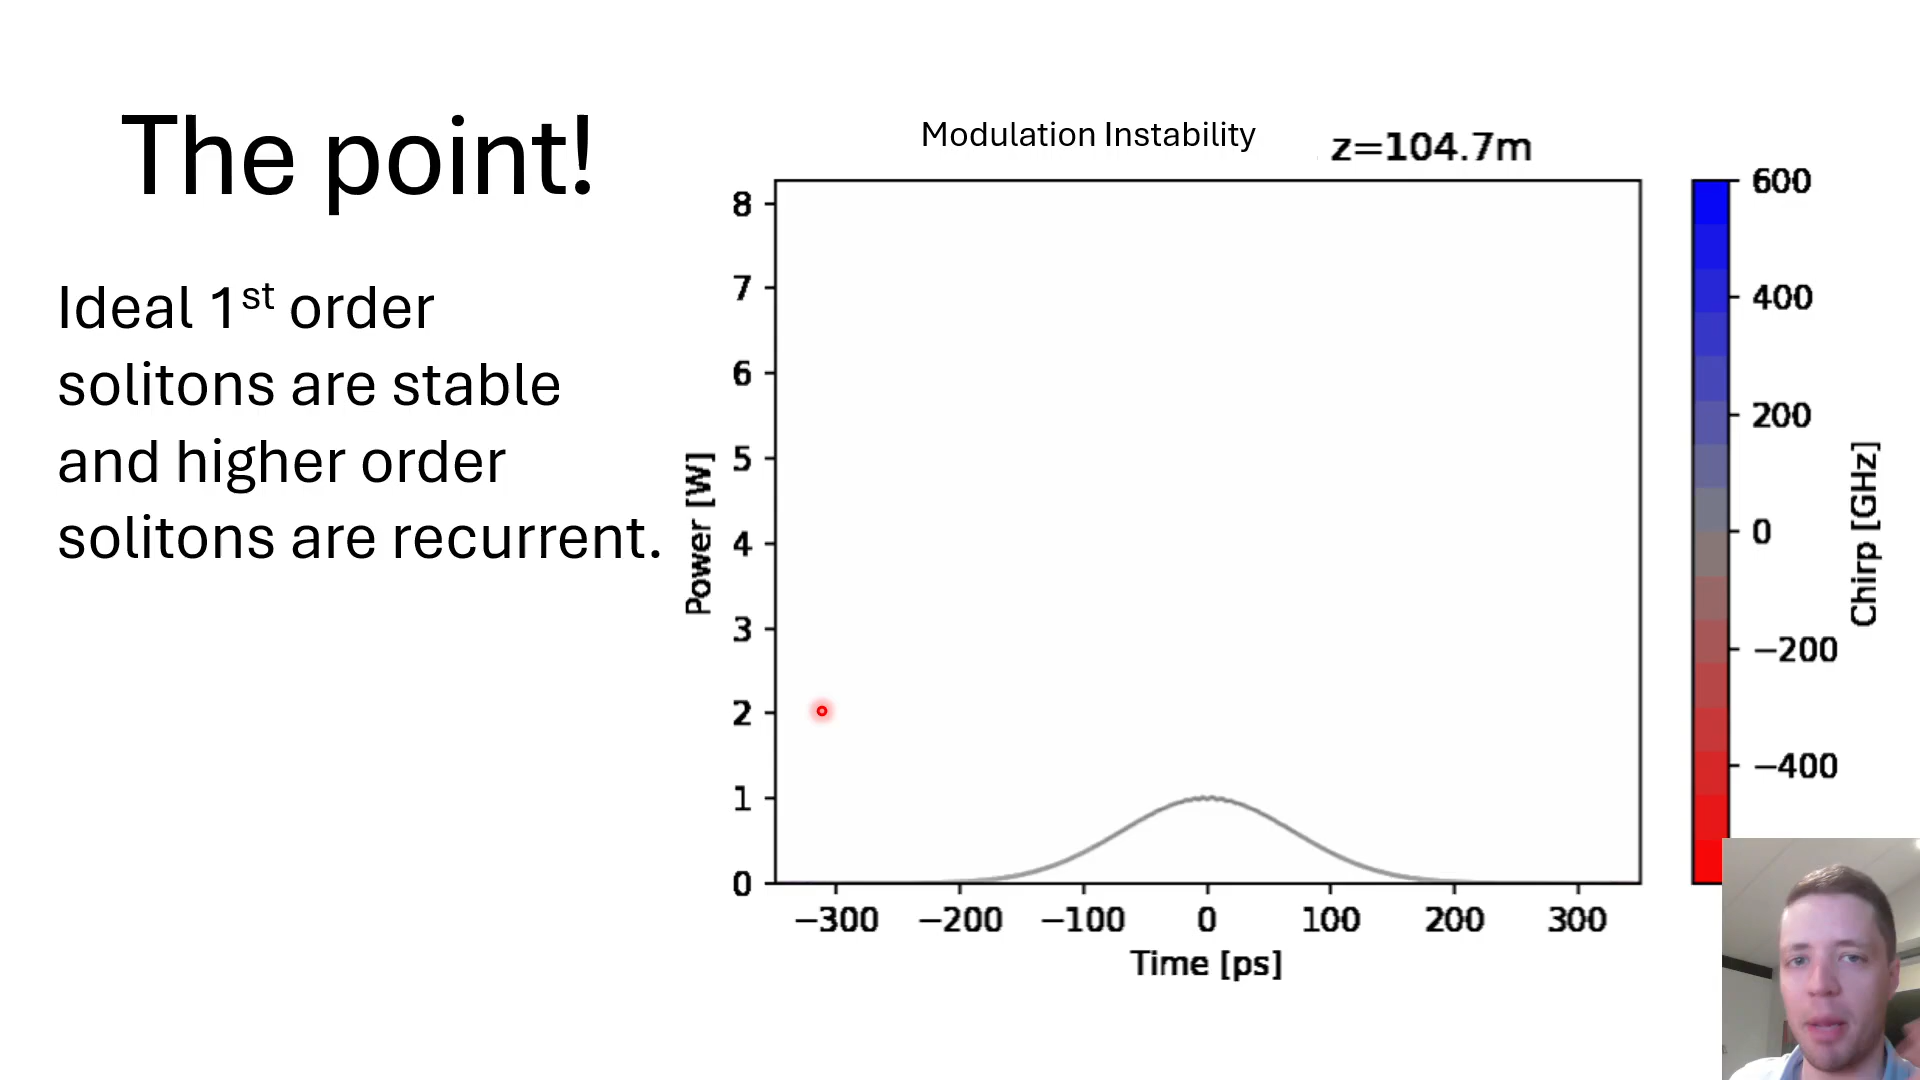 The point!
Ideal 1st order
solitons are stable
and higher order
solitons are recurrent.
Modulation Instability
z=104.7m
8
7
6
5
4
3
2
1
0
Power [W]
−300 −200 −100 0 100 200 300
Time [ps]
600
400
200
0
−200
−400
Chirp [GHz]